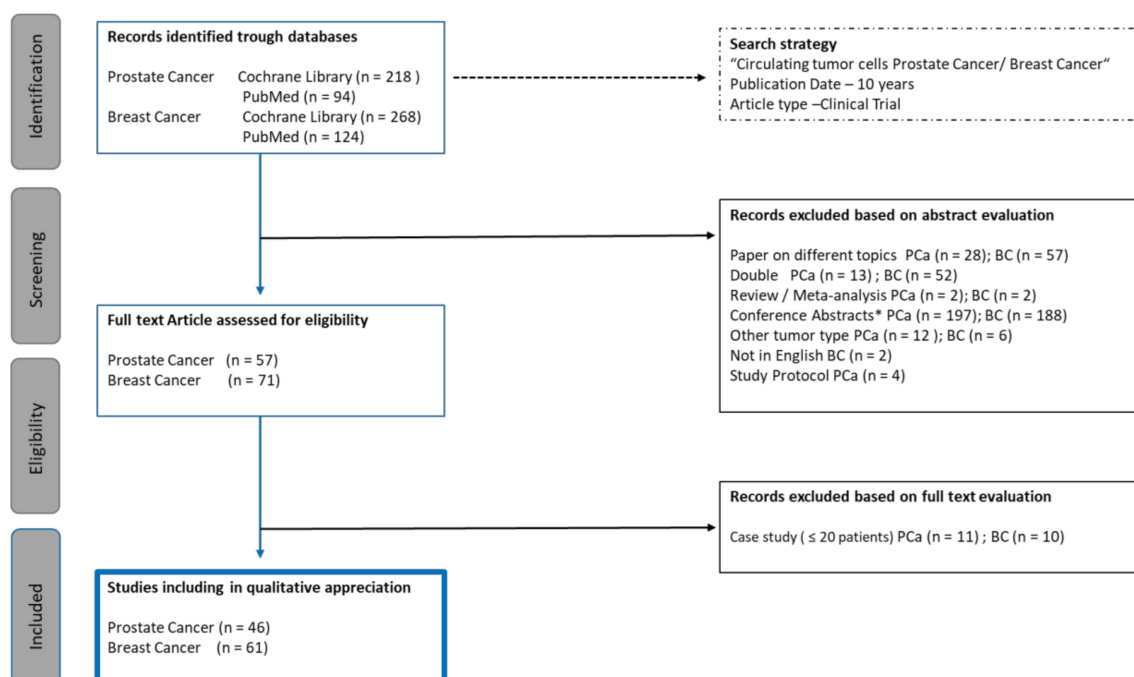 Identification
Records identified trough databases
Prostate Cancer Cochrane Library (n = 218 )
PubMed (n = 94)
Breast Cancer Cochrane Library (n = 268)
PubMed (n = 124)
Search strategy
“Circulating tumor cells Prostate Cancer/ Breast Cancer“
Publication Date – 10 years
Article type –Clinical Trial
Screening
Records excluded based on abstract evaluation
Paper on different topics PCa (n = 28); BC (n = 57)
Double PCa (n = 13) ; BC (n = 52)
Review / Meta-analysis PCa (n = 2); BC (n = 2)
Conference Abstracts* PCa (n = 197); BC (n = 188)
Other tumor type PCa (n = 12 ); BC (n = 6)
Not in English BC (n = 2)
Study Protocol PCa (n = 4)
Full text Article assessed for eligibility
Prostate Cancer (n = 57)
Breast Cancer (n = 71)
Eligibility
Records excluded based on full text evaluation
Case study ( ≤ 20 patients) PCa (n = 11) ; BC (n = 10)
Included
Studies including in qualitative appreciation
Prostate Cancer (n = 46)
Breast Cancer (n = 61)